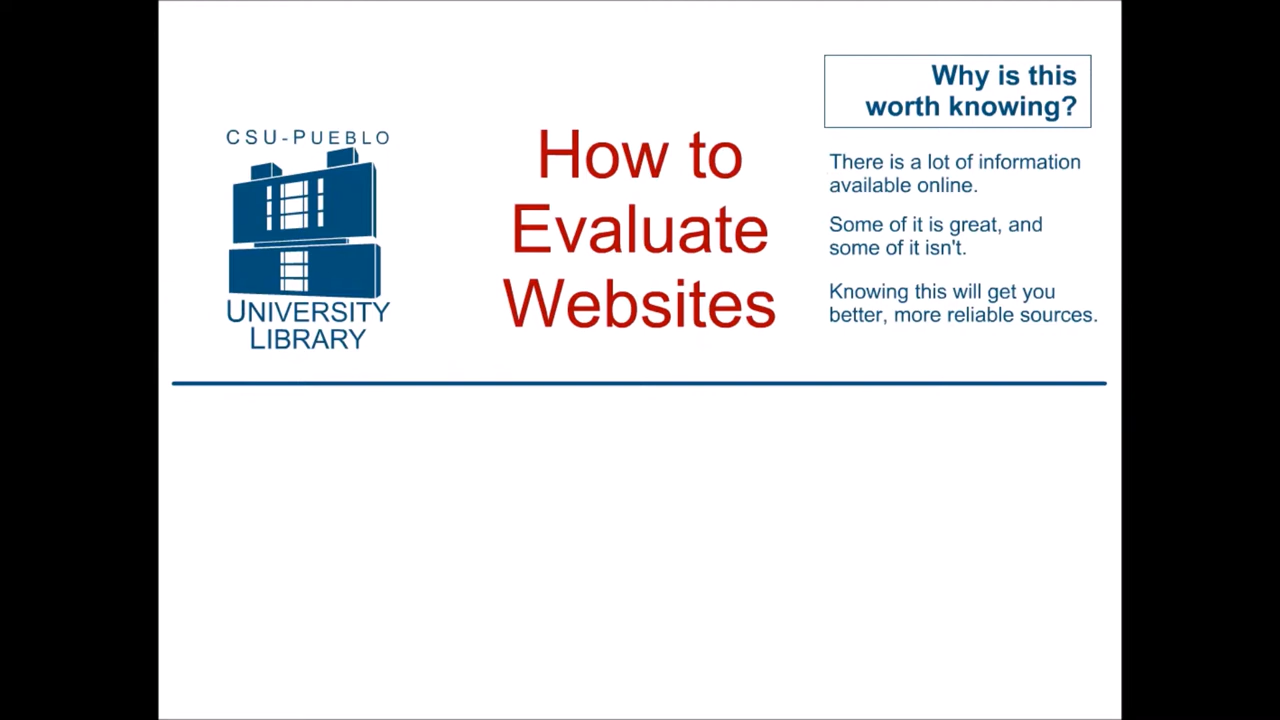 CSU-PUEBLO
UNIVERSITY
LIBRARY
How to
Evaluate
Websites
Why is this
worth knowing?
There is a lot of information
available online.
Some of it is great, and
some of it isn't.
Knowing this will get you
better, more reliable sources.